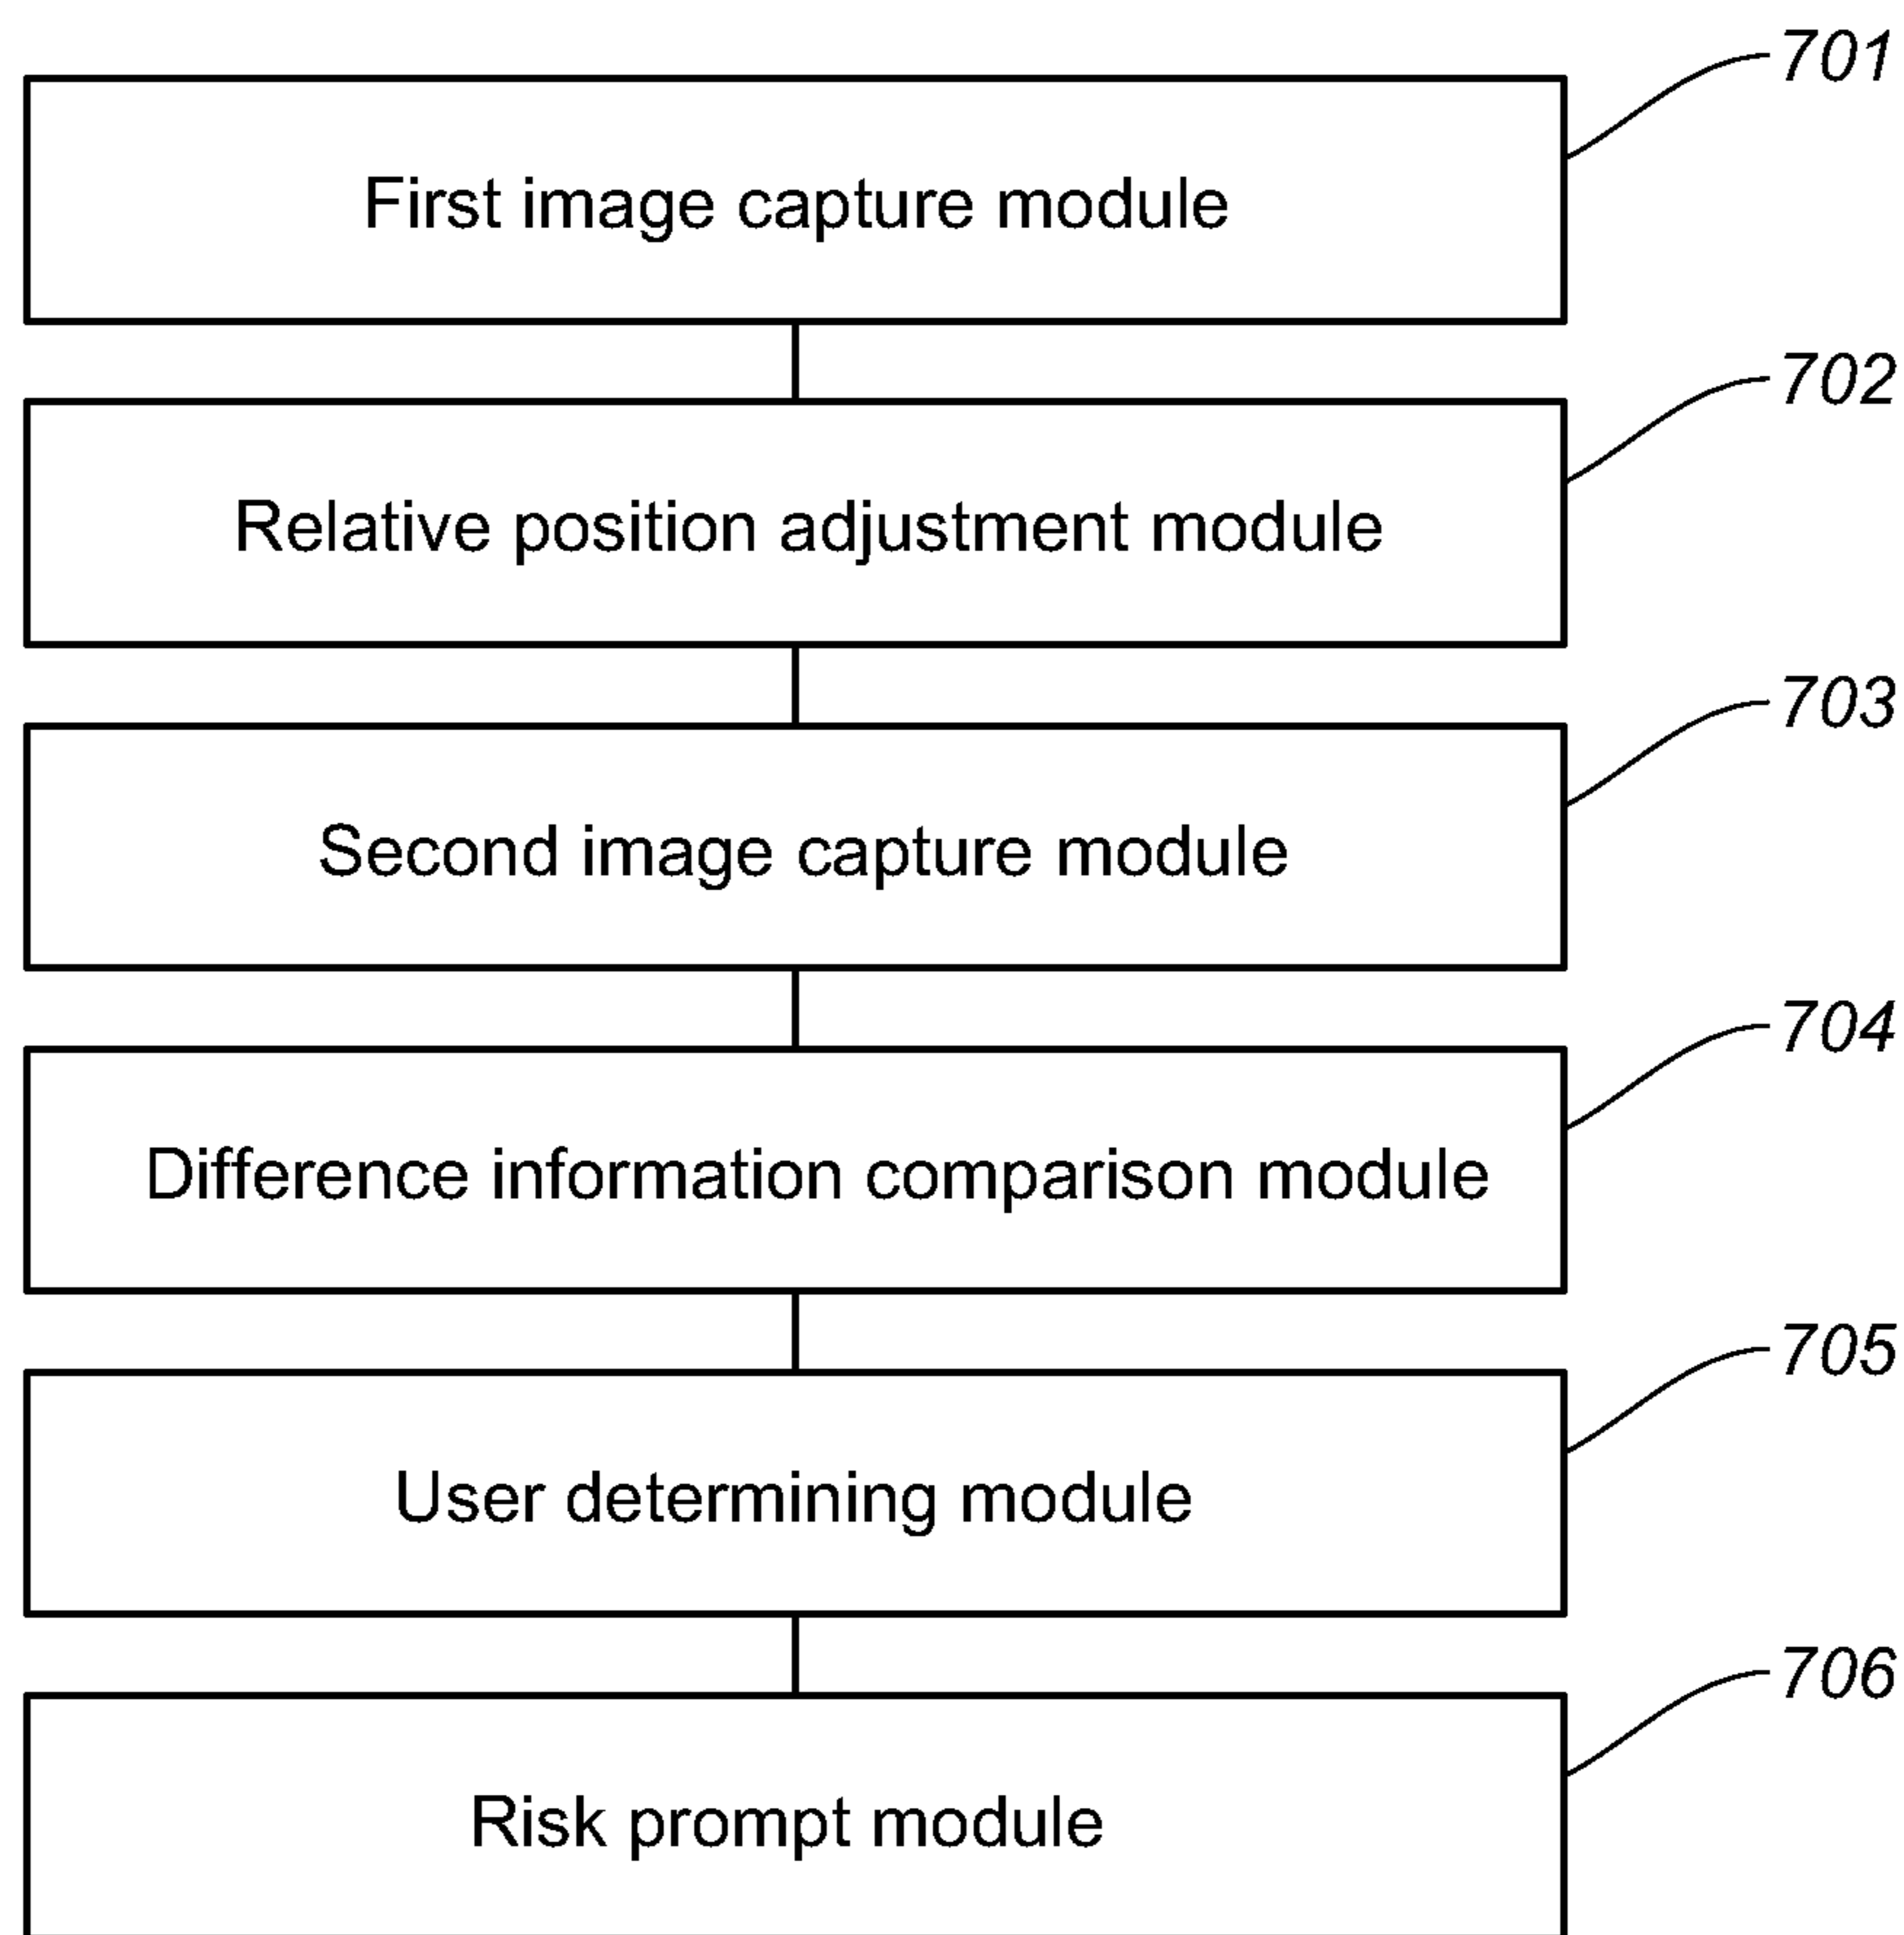 701
First image capture module
702
Relative position adjustment module
703
Second image capture module
704
Difference information comparison module
705
User determining module
706
Risk prompt module